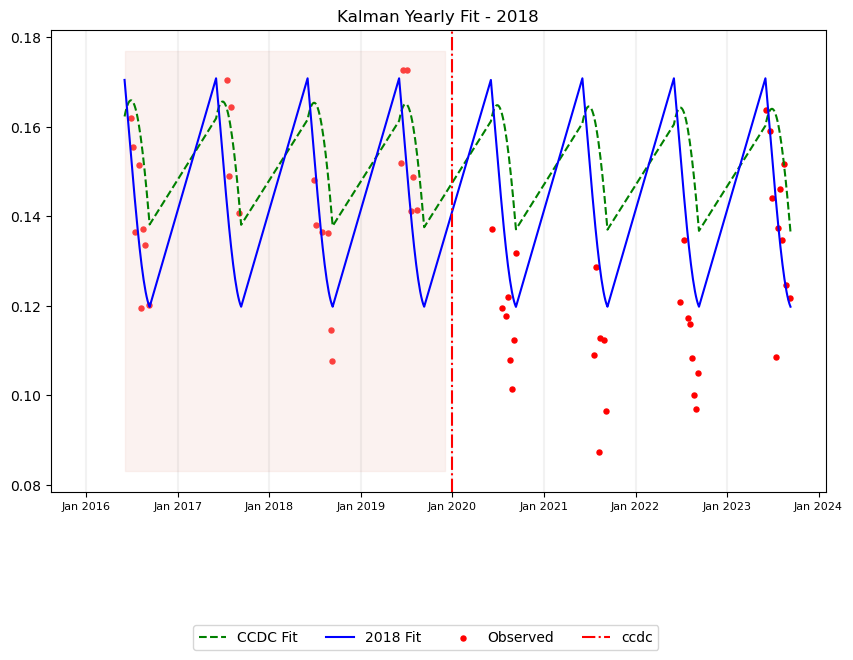 Kalman Yearly Fit - 2018
0.18
0.16
0.14
0.12
0.10
0.08
Jan 2016 Jan 2017 Jan 2018 Jan 2019 Jan 2020 Jan 2021 Jan 2022 Jan 2023 Jan 2024
CCDC Fit 2018 Fit Observed ccdc